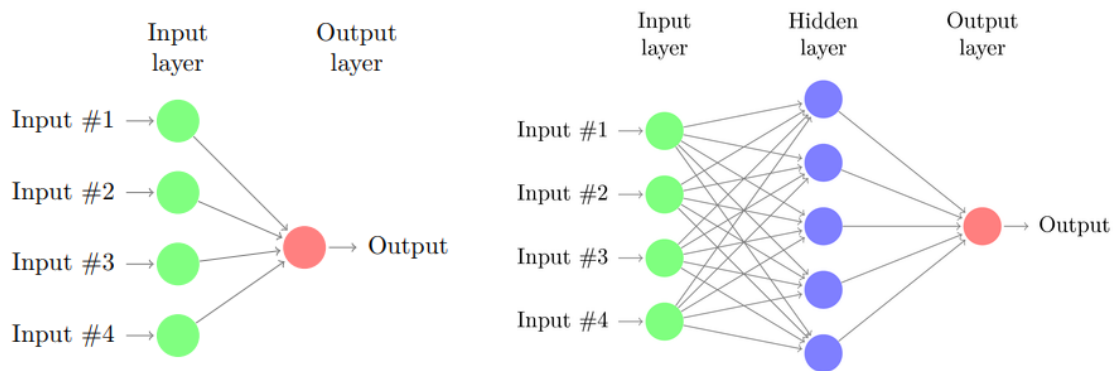 Input
layer
Output
layer
Input #1
Input #2
Input #3
Input #4
Output
Input
layer
Hidden
layer
Output
layer
Input #1
Input #2
Input #3
Input #4
Output